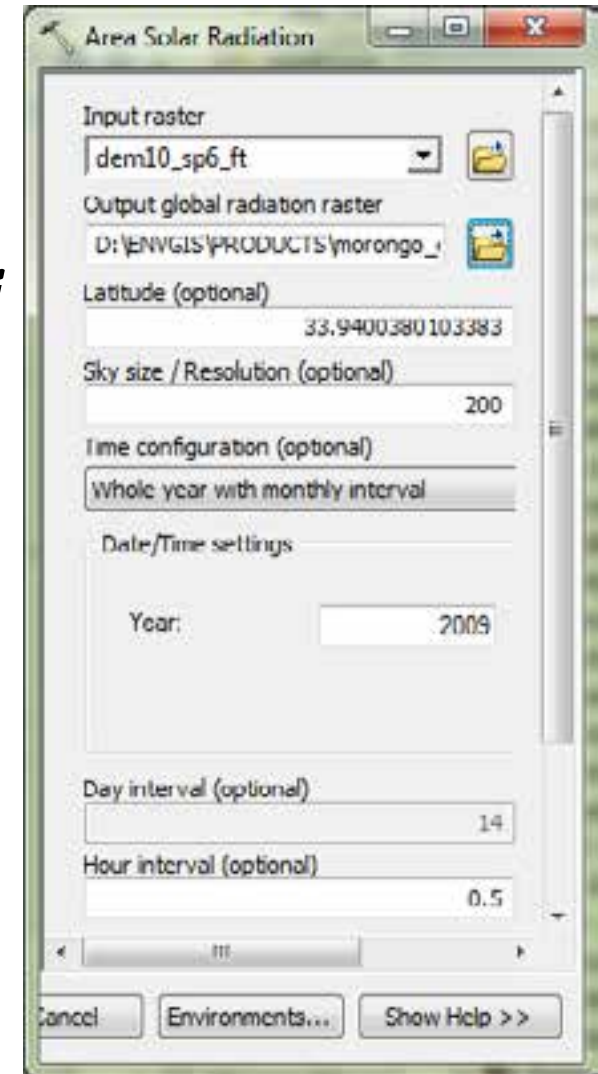 Area Solar Radiation
Input raster
dem10_sp6_ft
Output global radiation raster
D:\ENVGIS\PRODUCTS\morongo_
Latitude (optional)
33.9400380103383
Sky size / Resolution (optional)
200
Time configuration (optional)
Whole year with monthly interval
Date/Time settings
Year: 2009
Day interval (optional)
14
Hour interval (optional)
0.5
Cancel Environments... Show Help >>